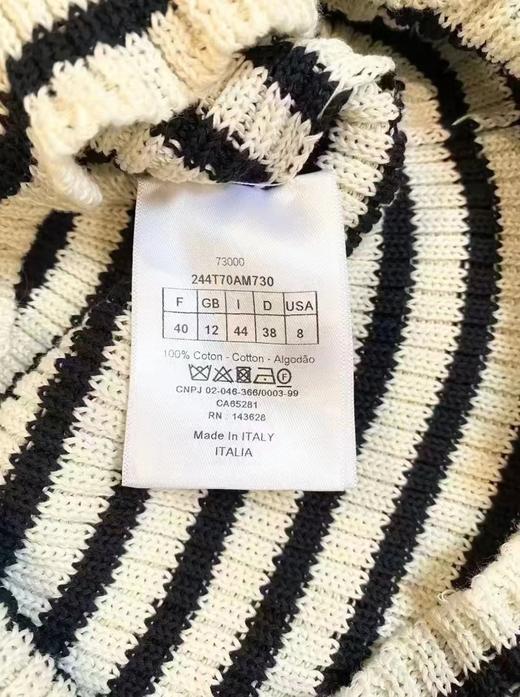 73000
244T70AM730
F GB I D USA
40 12 44 38 8
100% Coton - Cotton - Algodão
F
CNPJ 02-046-366/0003-99
CA65281
RN : 143628
Made In ITALY
ITALIA